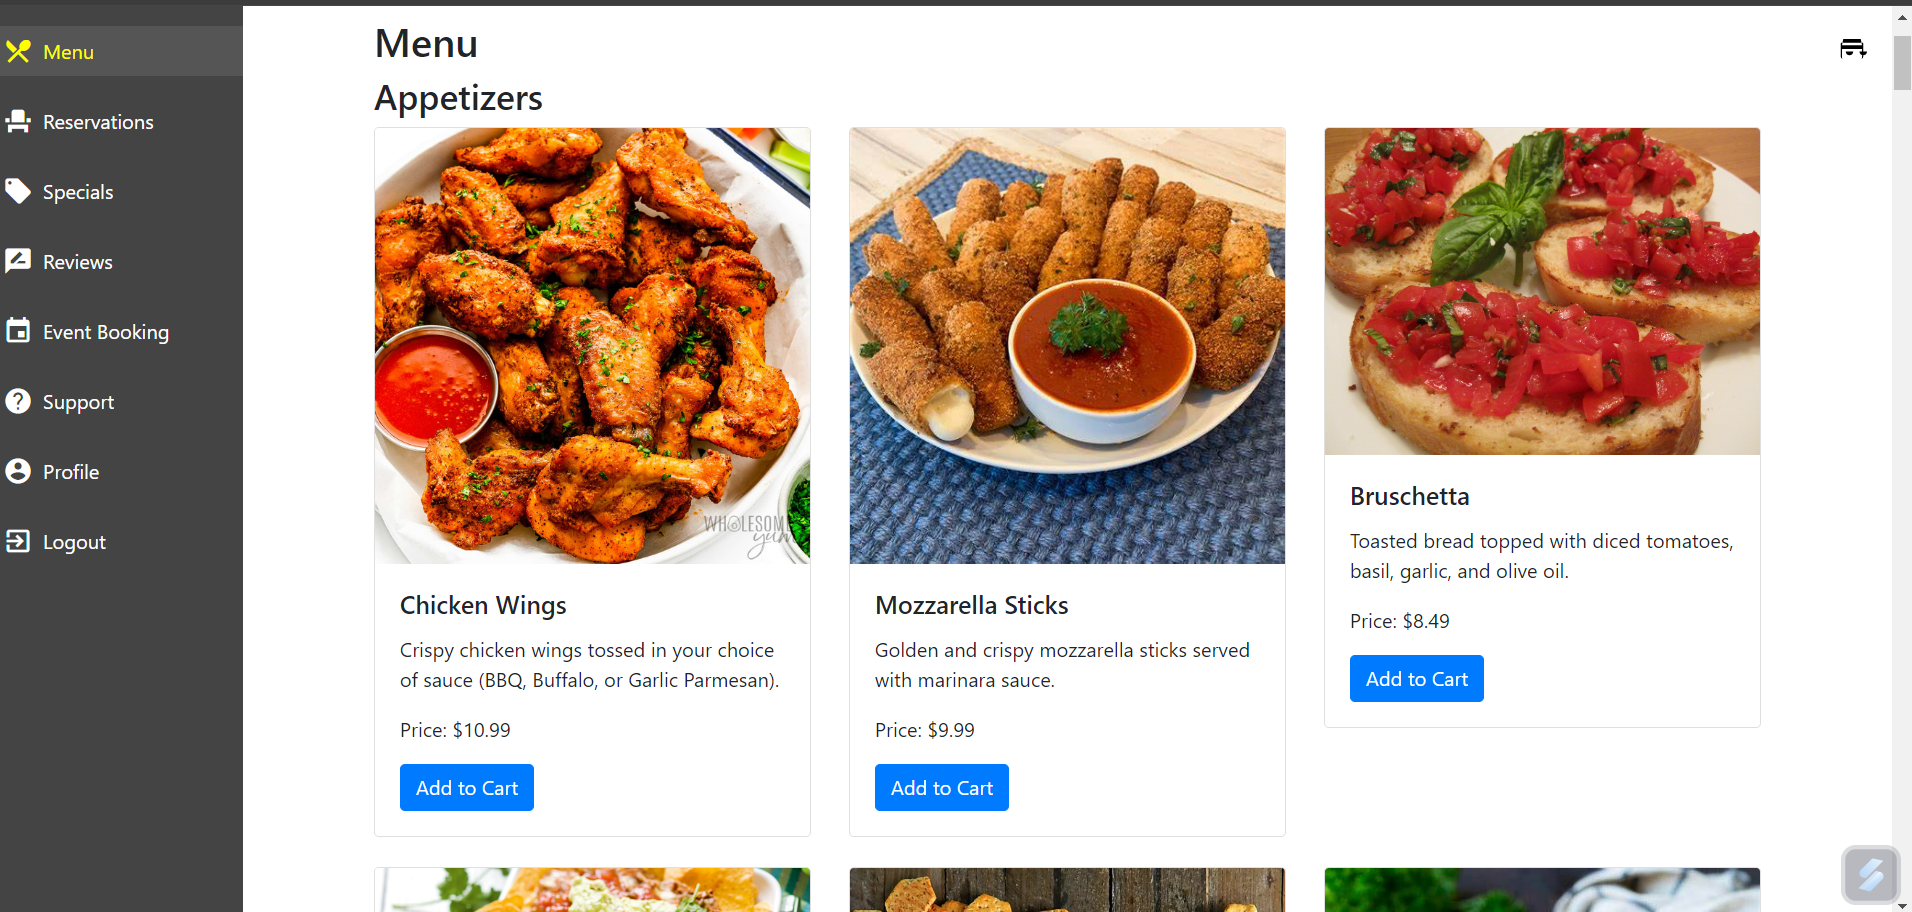 Menu
Reservations
Specials
Reviews
Event Booking
Support
Profile
Logout
Menu
Appetizers
WHOLESOME
yum
Chicken Wings
Crispy chicken wings tossed in your choice
of sauce (BBQ, Buffalo, or Garlic Parmesan).
Price: $10.99
Add to Cart
Mozzarella Sticks
Golden and crispy mozzarella sticks served
with marinara sauce.
Price: $9.99
Add to Cart
Bruschetta
Toasted bread topped with diced tomatoes,
basil, garlic, and olive oil.
Price: $8.49
Add to Cart